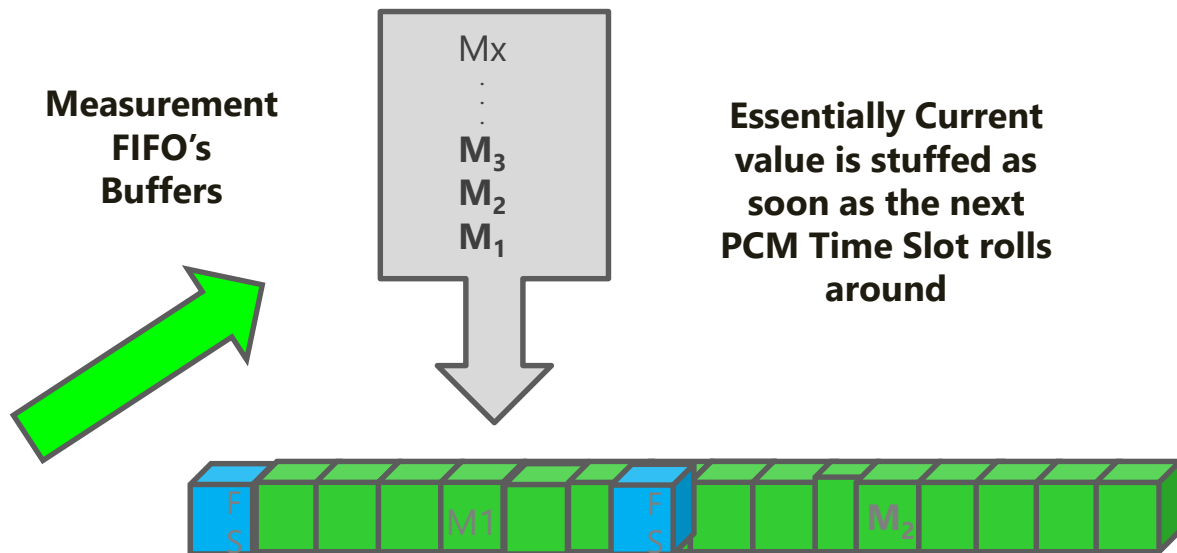 Measurement
FIFO's
Buffers
Mx
.
.
.
M₃
M₂
M₁
Essentially Current
value is stuffed as
soon as the next
PCM Time Slot rolls
around
F
S
M1
F
S
M₂